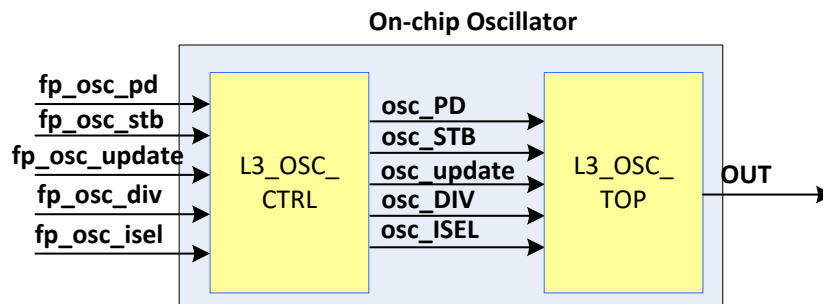 On-chip Oscillator
fp_osc_pd
fp_osc_stb
fp_osc_update
fp_osc_div
fp_osc_isel
L3_OSC_
CTRL
osc_PD
osc_STB
osc_update
osc_DIV
osc_ISEL
L3_OSC_
TOP
OUT